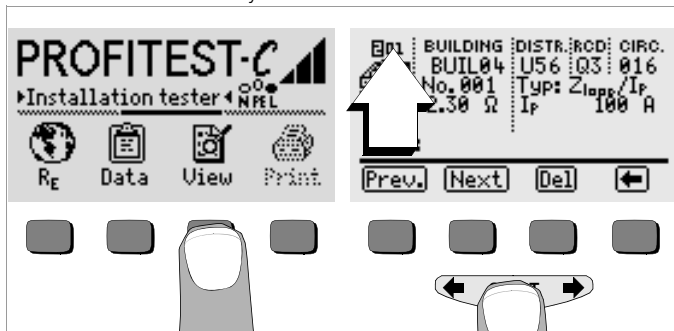 PROFITEST-C
Installation tester
N PEL
RE Data View Print
BUILDING DISTR. RCD CIRC.
BUIL04 U56 Q3 016
No. 001 Typ: Zloop/IP
2.30 Ω IP 100 A
Prev. Next Del